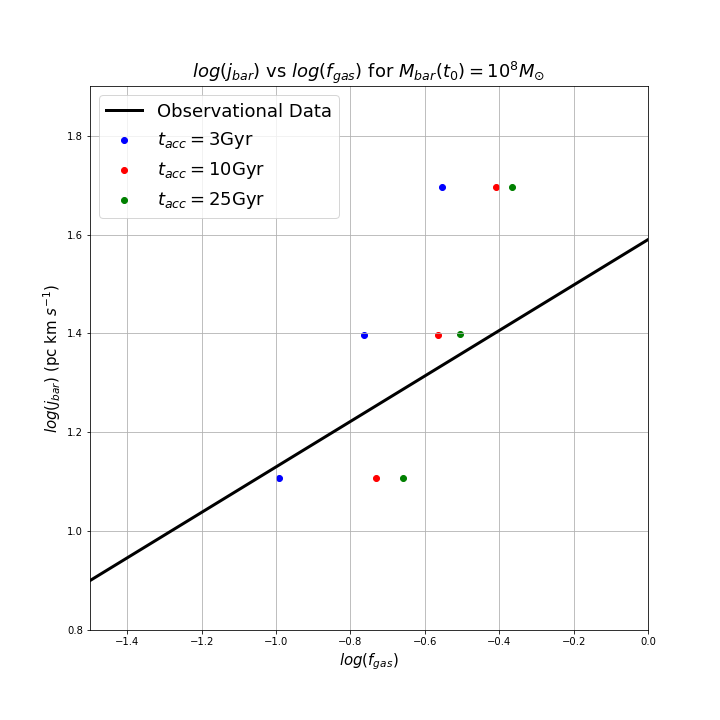 log(j_bar) vs log(f_gas) for M_bar(t_0) = 10^8 M_⊙
Observational Data
t_acc = 3Gyr
t_acc = 10Gyr
t_acc = 25Gyr
1.8
1.6
1.4
1.2
1.0
0.8
log(j_bar) (pc km s^−1)
−1.4 −1.2 −1.0 −0.8 −0.6 −0.4 −0.2 0.0
log(f_gas)